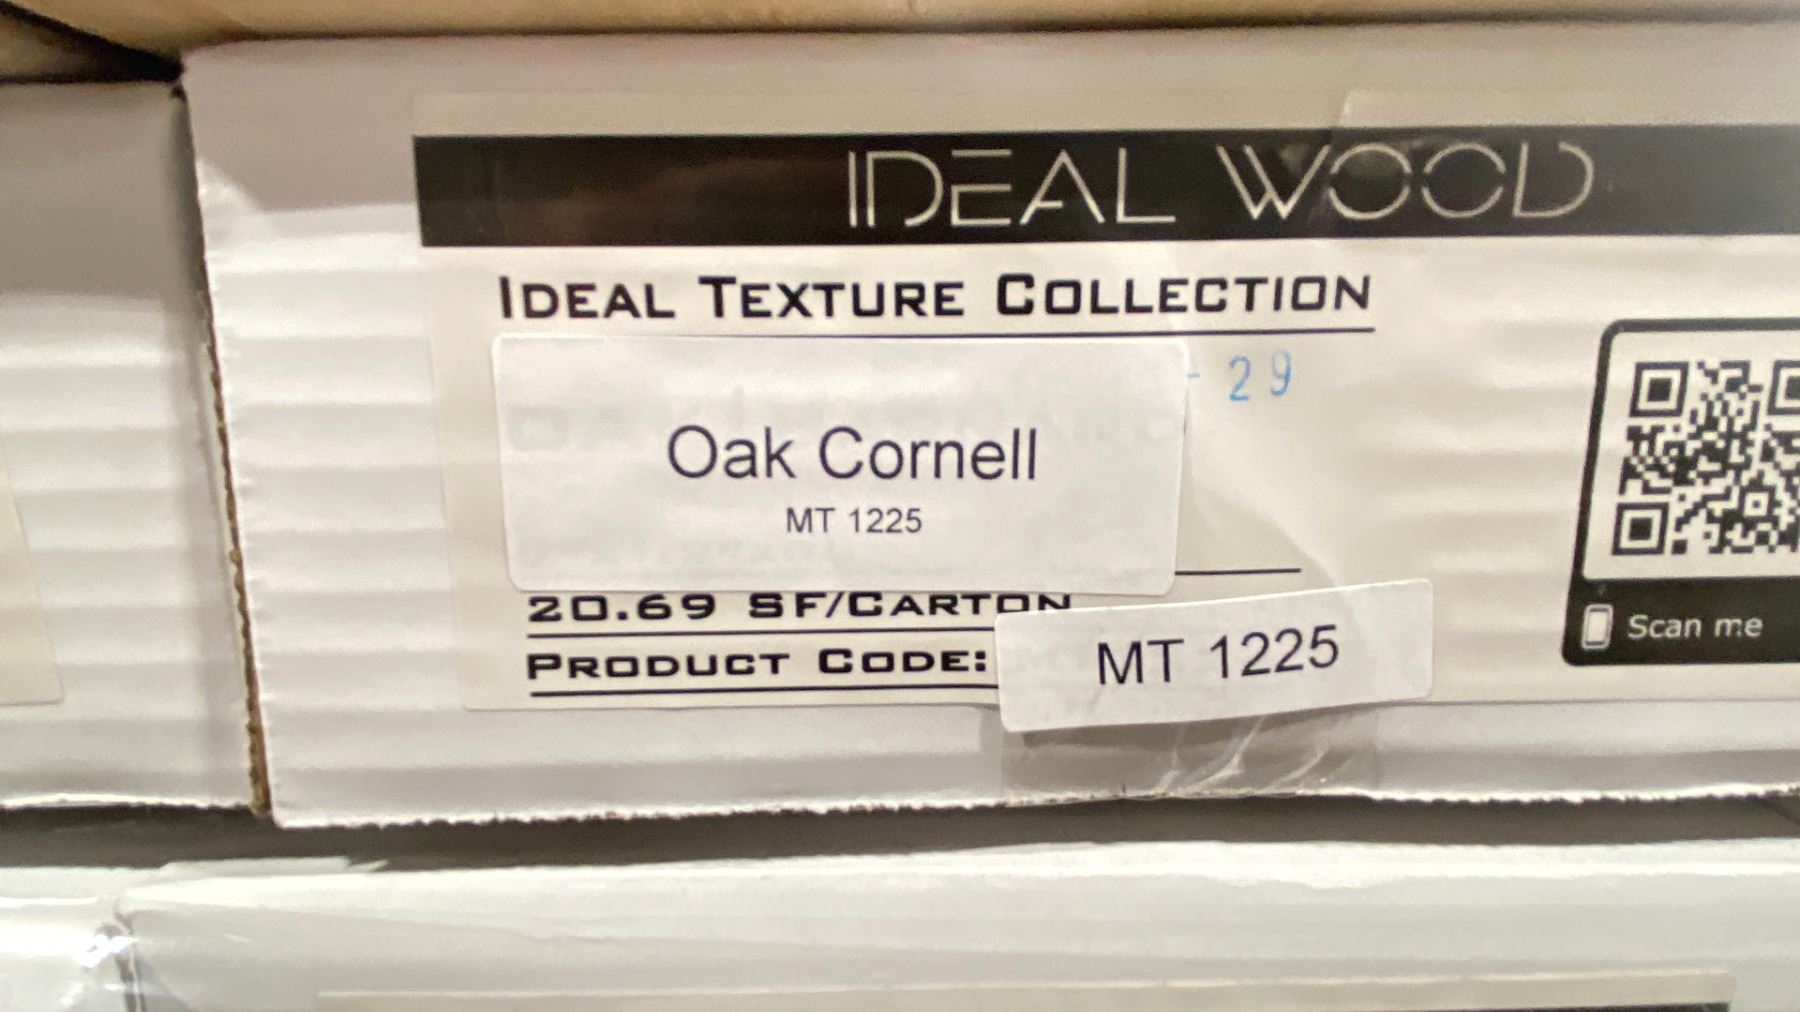 IDEAL WOOD
IDEAL TEXTURE COLLECTION
- 29
Oak Cornell
MT 1225
20.69 SF/CARTON
PRODUCT CODE: MT 1225
Scan me